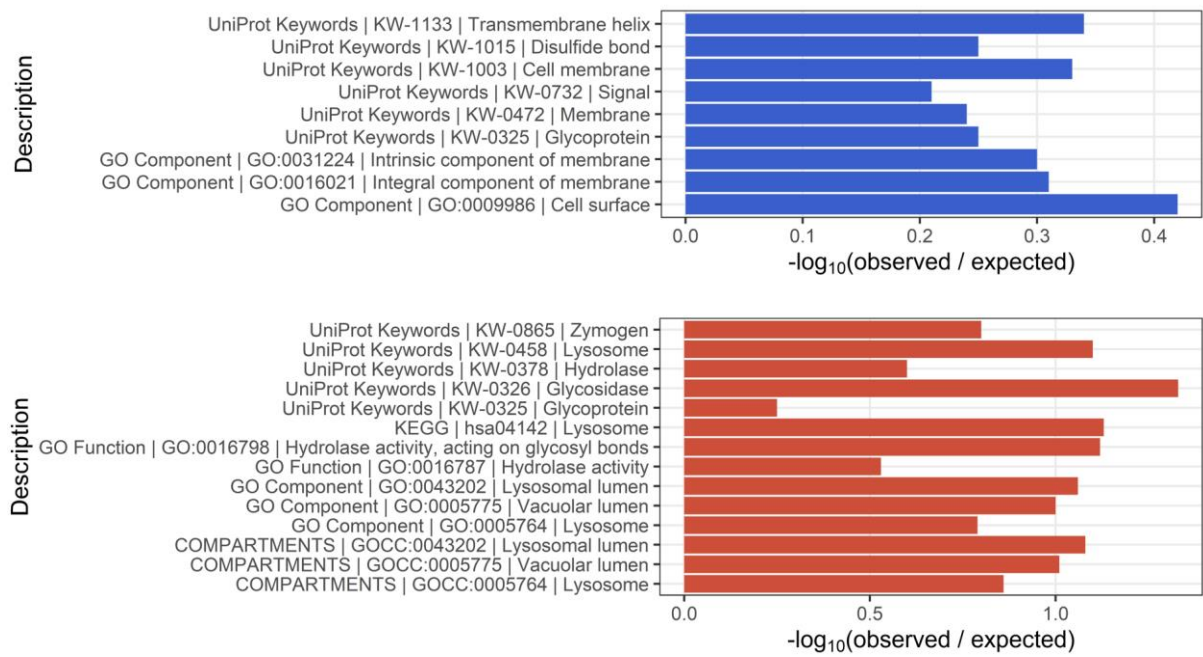 Description
UniProt Keywords | KW-1133 | Transmembrane helix
UniProt Keywords | KW-1015 | Disulfide bond
UniProt Keywords | KW-1003 | Cell membrane
UniProt Keywords | KW-0732 | Signal
UniProt Keywords | KW-0472 | Membrane
UniProt Keywords | KW-0325 | Glycoprotein
GO Component | GO:0031224 | Intrinsic component of membrane
GO Component | GO:0016021 | Integral component of membrane
GO Component | GO:0009986 | Cell surface
0.0 0.1 0.2 0.3 0.4
-log₁₀(observed / expected)
Description
UniProt Keywords | KW-0865 | Zymogen
UniProt Keywords | KW-0458 | Lysosome
UniProt Keywords | KW-0378 | Hydrolase
UniProt Keywords | KW-0326 | Glycosidase
UniProt Keywords | KW-0325 | Glycoprotein
KEGG | hsa04142 | Lysosome
GO Function | GO:0016798 | Hydrolase activity, acting on glycosyl bonds
GO Function | GO:0016787 | Hydrolase activity
GO Component | GO:0043202 | Lysosomal lumen
GO Component | GO:0005775 | Vacuolar lumen
GO Component | GO:0005764 | Lysosome
COMPARTMENTS | GOCC:0043202 | Lysosomal lumen
COMPARTMENTS | GOCC:0005775 | Vacuolar lumen
COMPARTMENTS | GOCC:0005764 | Lysosome
0.0 0.5 1.0
-log₁₀(observed / expected)